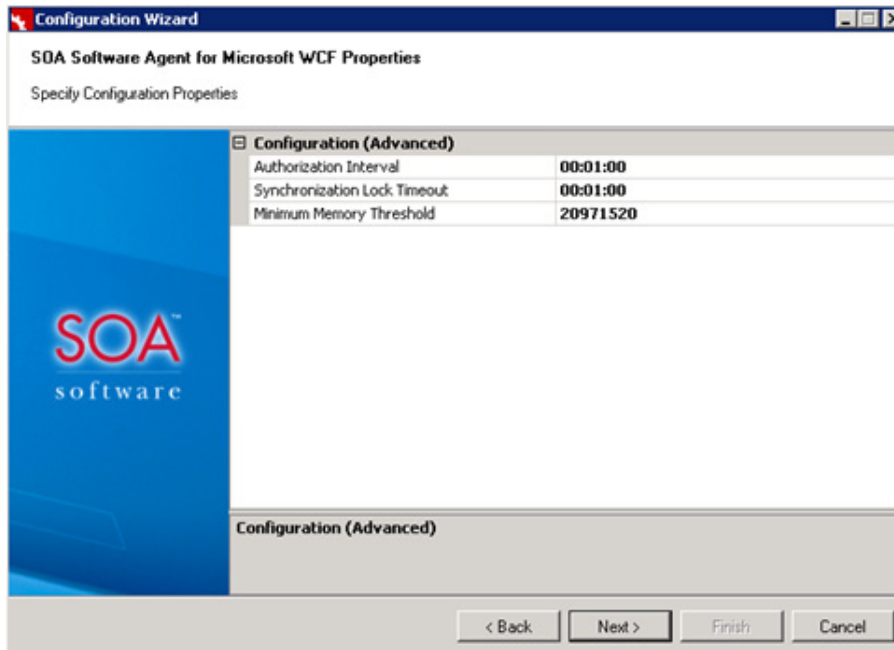 Configuration Wizard
SOA Software Agent for Microsoft WCF Properties
Specify Configuration Properties
Configuration (Advanced)
Authorization Interval 00:01:00
Synchronization Lock Timeout 00:01:00
Minimum Memory Threshold 20971520
SOA™
software
Configuration (Advanced)
< Back Next > Finish Cancel